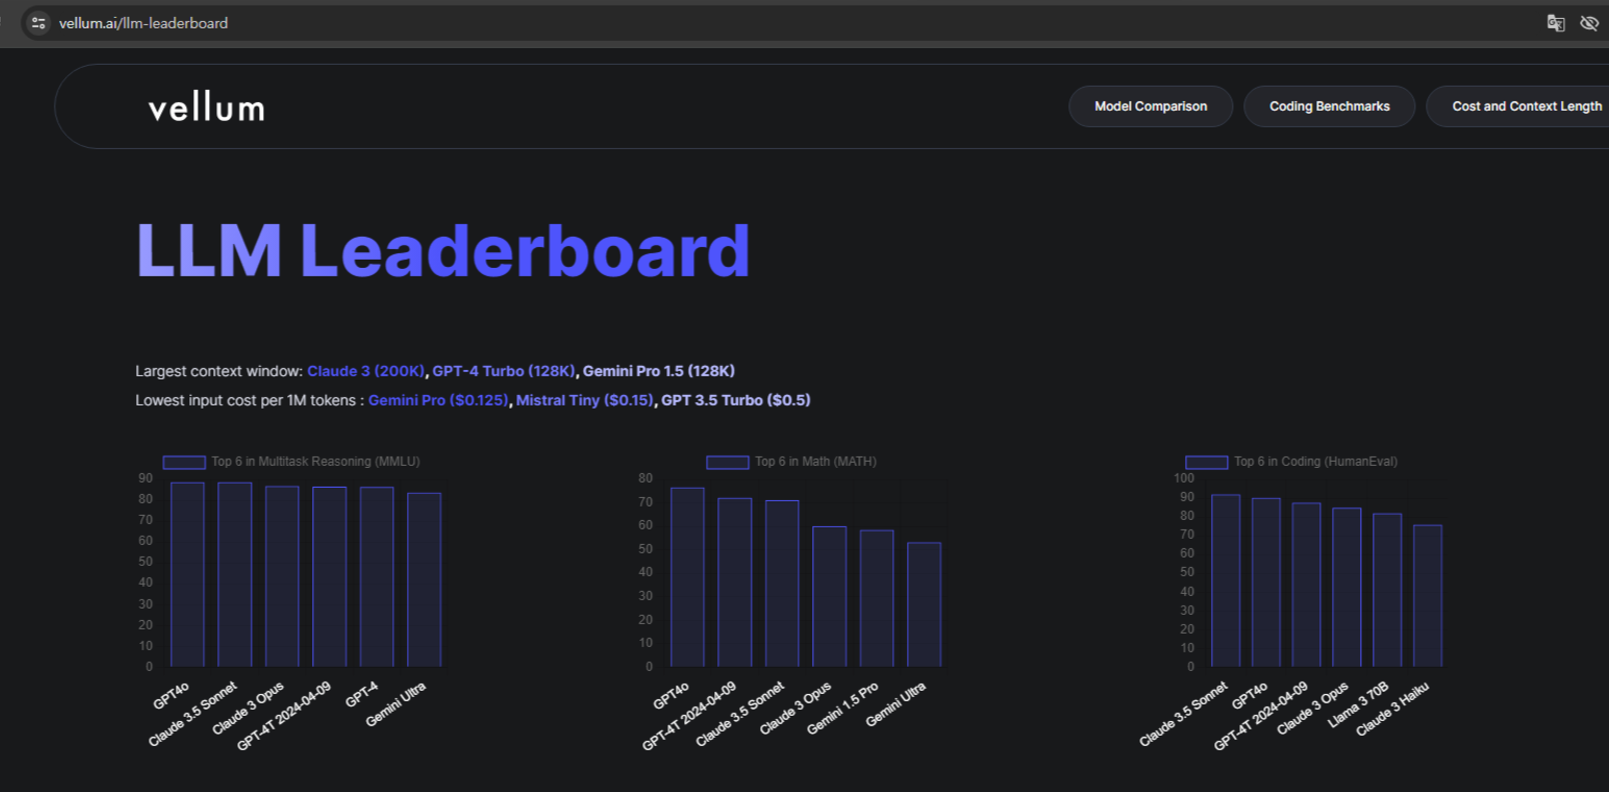 vellum.ai/llm-leaderboard
vellum
Model Comparison
Coding Benchmarks
Cost and Context Length
LLM Leaderboard
Largest context window: Claude 3 (200K), GPT-4 Turbo (128K), Gemini Pro 1.5 (128K)
Lowest input cost per 1M tokens : Gemini Pro ($0.125), Mistral Tiny ($0.15), GPT 3.5 Turbo ($0.5)
Top 6 in Multitask Reasoning (MMLU)
90
80
70
60
50
40
30
20
10
0
GPT4o
Claude 3.5 Sonnet
Claude 3 Opus
GPT-4T 2024-04-09
GPT-4
Gemini Ultra
Top 6 in Math (MATH)
80
70
60
50
40
30
20
10
0
GPT4o
GPT-4T 2024-04-09
Claude 3.5 Sonnet
Claude 3 Opus
Gemini 1.5 Pro
Gemini Ultra
Top 6 in Coding (HumanEval)
100
90
80
70
60
50
40
30
20
10
0
Claude 3.5 Sonnet
GPT4o
GPT-4T 2024-04-09
Claude 3 Opus
Llama 3 70B
Claude 3 Haiku